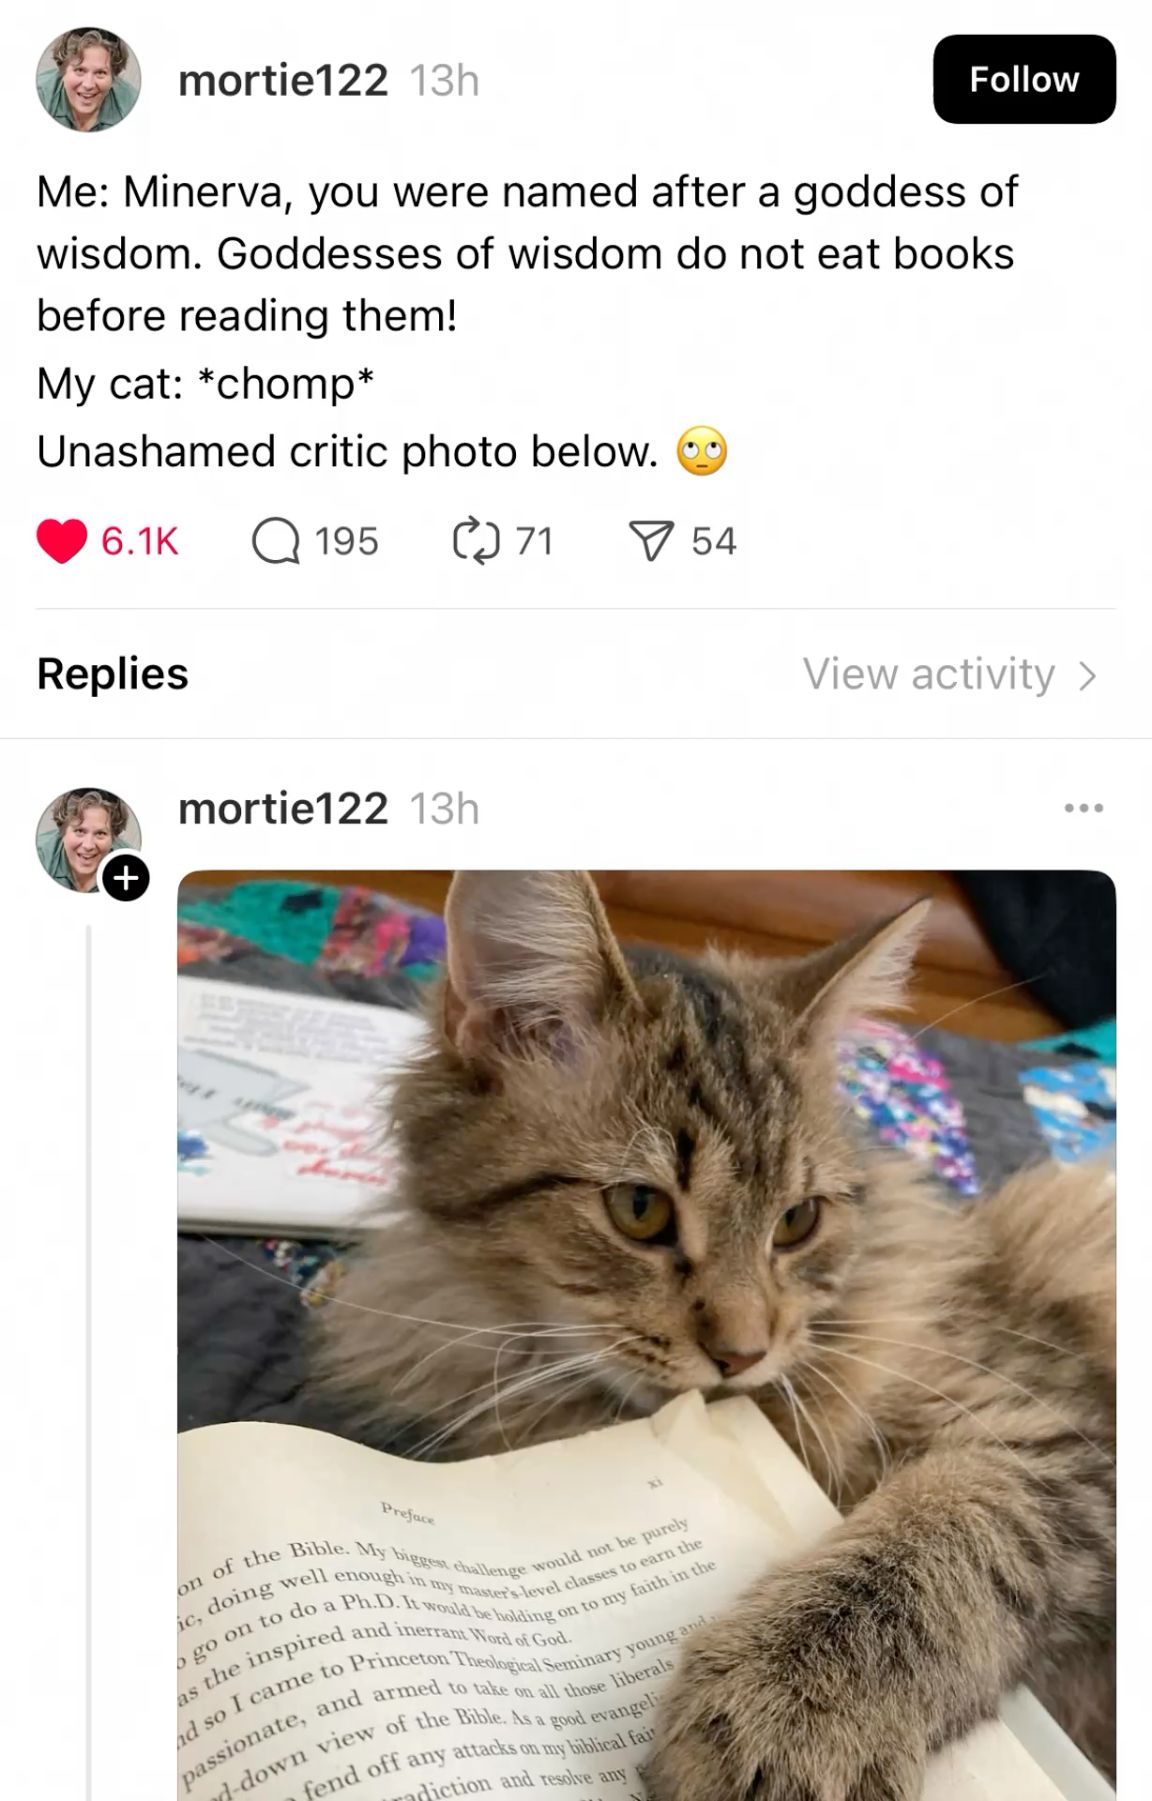 mortie122 13h
Follow
Me: Minerva, you were named after a goddess of
wisdom. Goddesses of wisdom do not eat books
before reading them!
My cat: *chomp*
Unashamed critic photo below. 🙄
6.1K 195 71 54
Replies
View activity
mortie122 13h
xi
Preface
on of the Bible. My biggest challenge would not be purely
ic, doing well enough in my master's-level classes to earn the
go on to do a Ph.D. It would be holding on to my faith in the
as the inspired and inerrant Word of God.
nd so I came to Princeton Theological Seminary young and
passionate, and armed to take on all those liberals
d-down view of the Bible. As a good evangeli
fend off any attacks on my biblical fai
adiction and resolve any